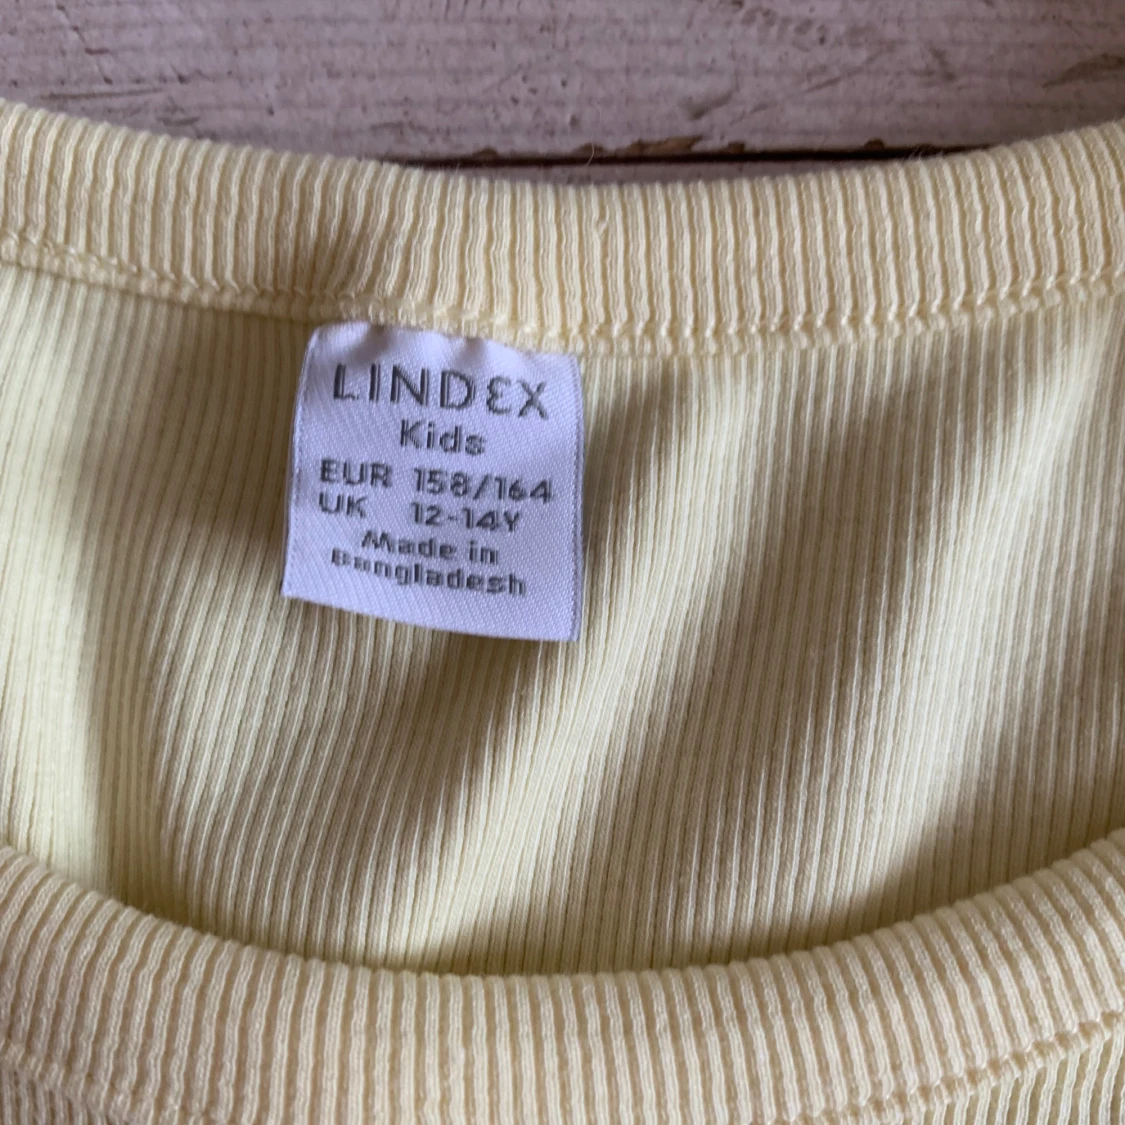 LINDEX
Kids
EUR 158/164
UK 12-14Y
Made in
Bangladesh